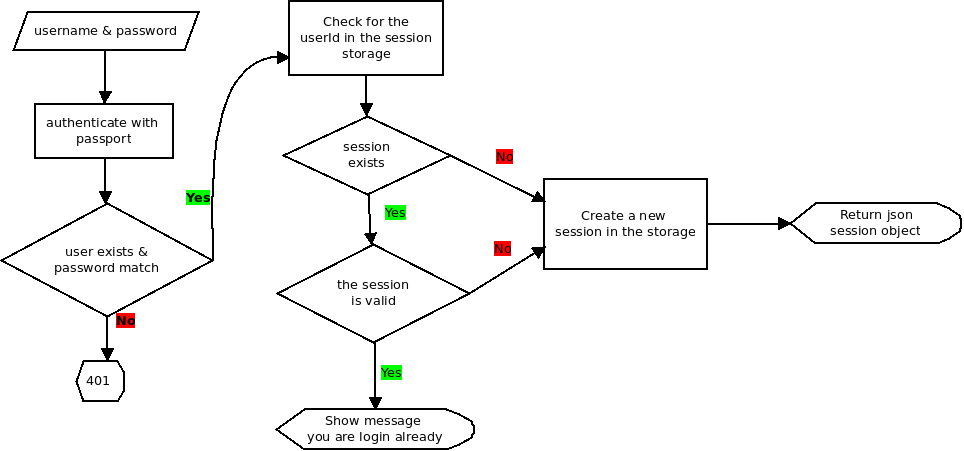 username & password
authenticate with
passport
user exists &
password match
Yes
No
401
Check for the
userId in the session
storage
session
exists
No
Yes
the session
is valid
No
Yes
Show message
you are login already
Create a new
session in the storage
Return json
session object